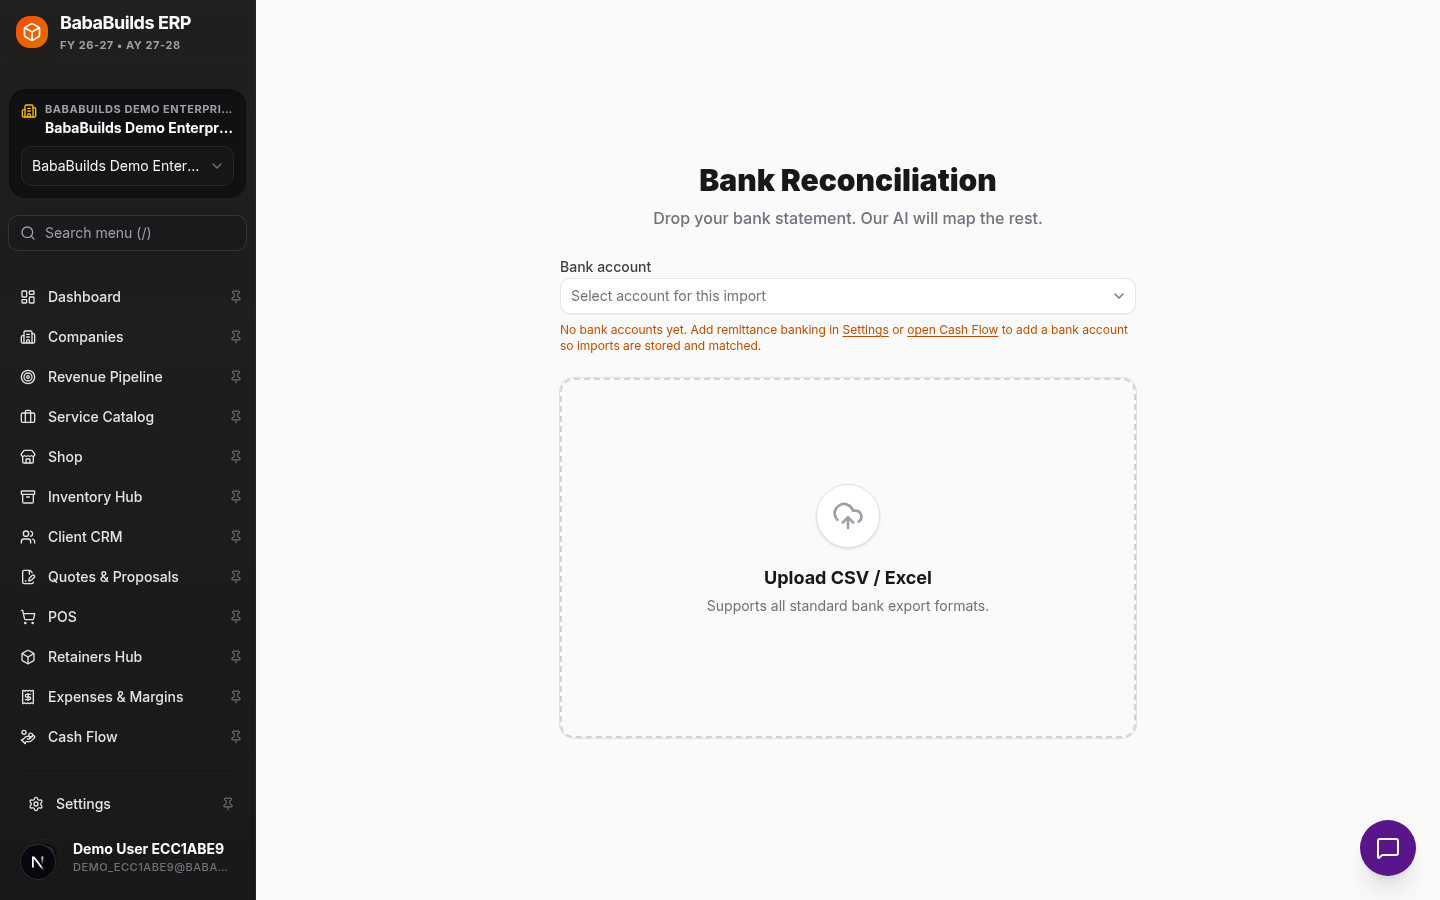 BabaBuilds ERP
FY 26-27 • AY 27-28
BABABUILDS DEMO ENTERPRI...
BabaBuilds Demo Enterpr...
BabaBuilds Demo Enter...
Search menu (/)
Dashboard
Companies
Revenue Pipeline
Service Catalog
Shop
Inventory Hub
Client CRM
Quotes & Proposals
POS
Retainers Hub
Expenses & Margins
Cash Flow
Settings
N
Demo User ECC1ABE9
DEMO_ECC1ABE9@BABA...
Bank Reconciliation
Drop your bank statement. Our AI will map the rest.
Bank account
Select account for this import
No bank accounts yet. Add remittance banking in Settings or open Cash Flow to add a bank account
so imports are stored and matched.
Upload CSV / Excel
Supports all standard bank export formats.